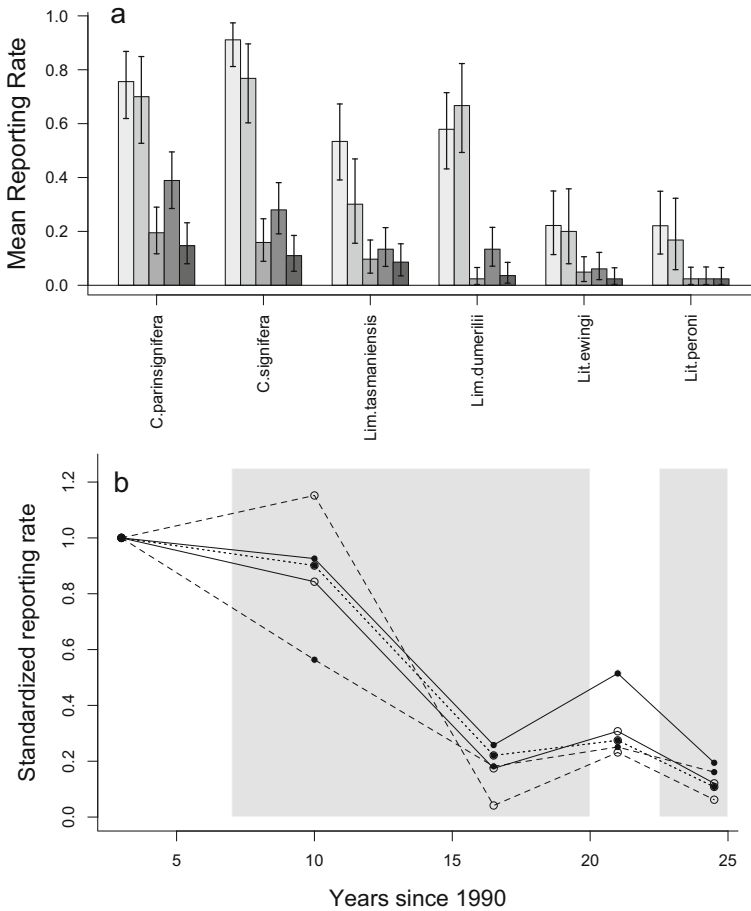 a
Mean Reporting Rate
1.0
0.8
0.6
0.4
0.2
0.0
C.parinsignifera
C.signifera
Lim.tasmaniensis
Lim.dumerilii
Lit.ewingi
Lit.peroni
b
Standardized reporting rate
1.2
1.0
0.8
0.6
0.4
0.2
0.0
5 10 15 20 25
Years since 1990